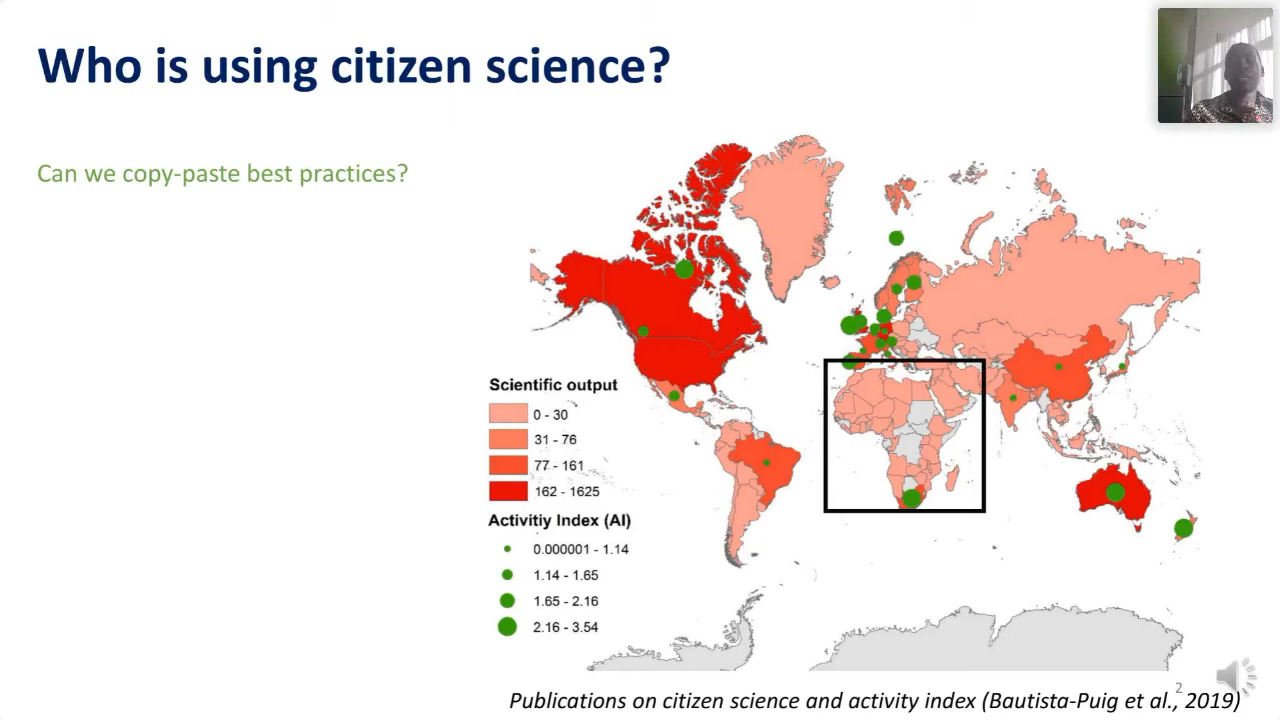 Who is using citizen science?
Can we copy-paste best practices?
Scientific output
0 - 30
31 - 76
77 - 161
162 - 1625
Activitiy Index (AI)
0.000001 - 1.14
1.14 - 1.65
1.65 - 2.16
2.16 - 3.54
Publications on citizen science and activity index (Bautista-Puig et al., 2019)
2